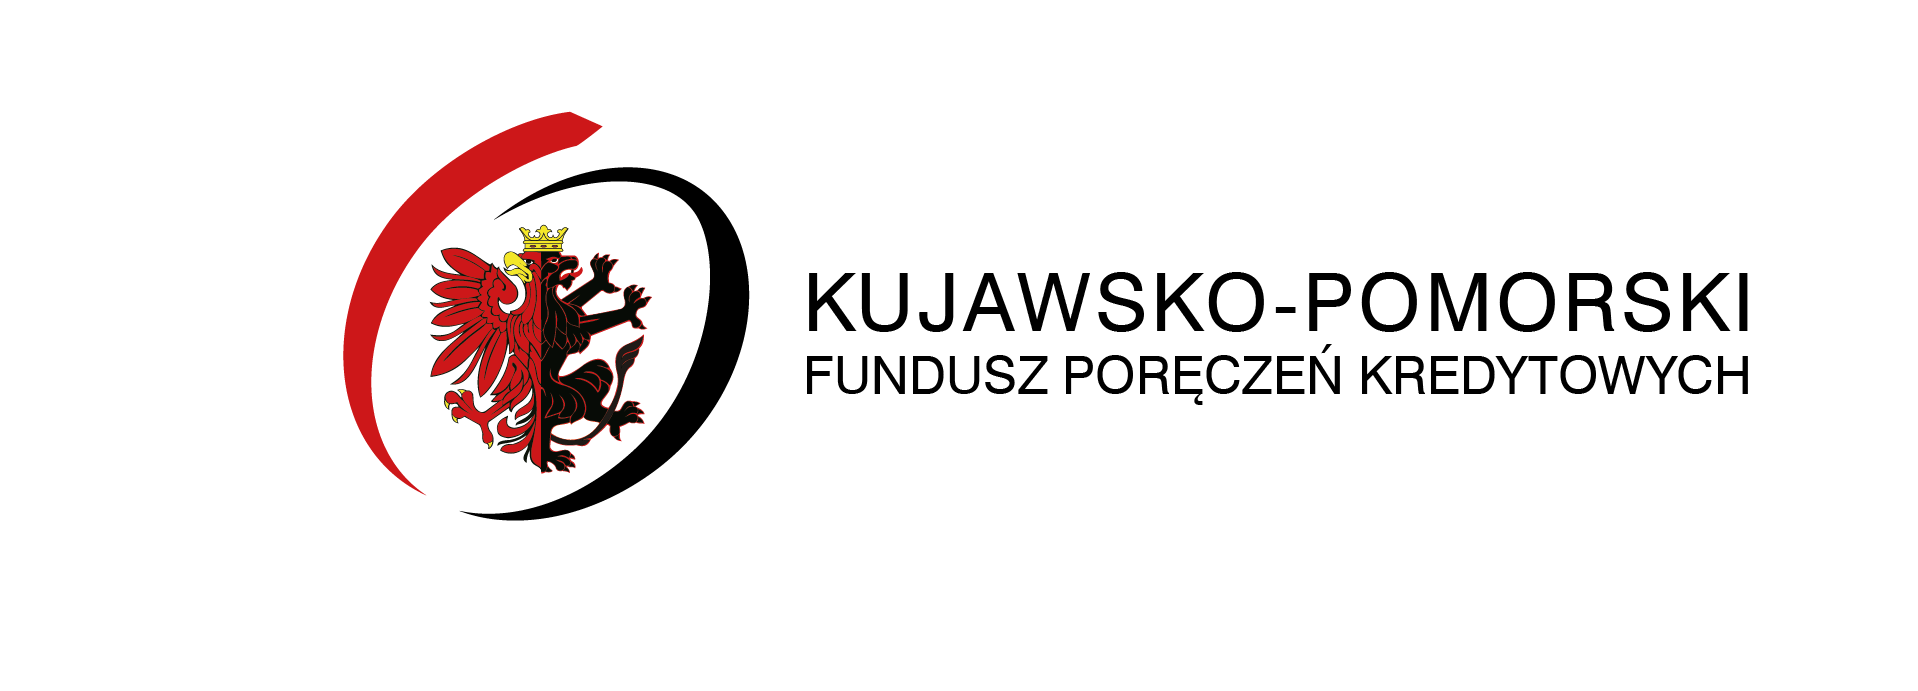 KUJAWSKO-POMORSKI
FUNDUSZ PORĘCZEŃ KREDYTOWYCH